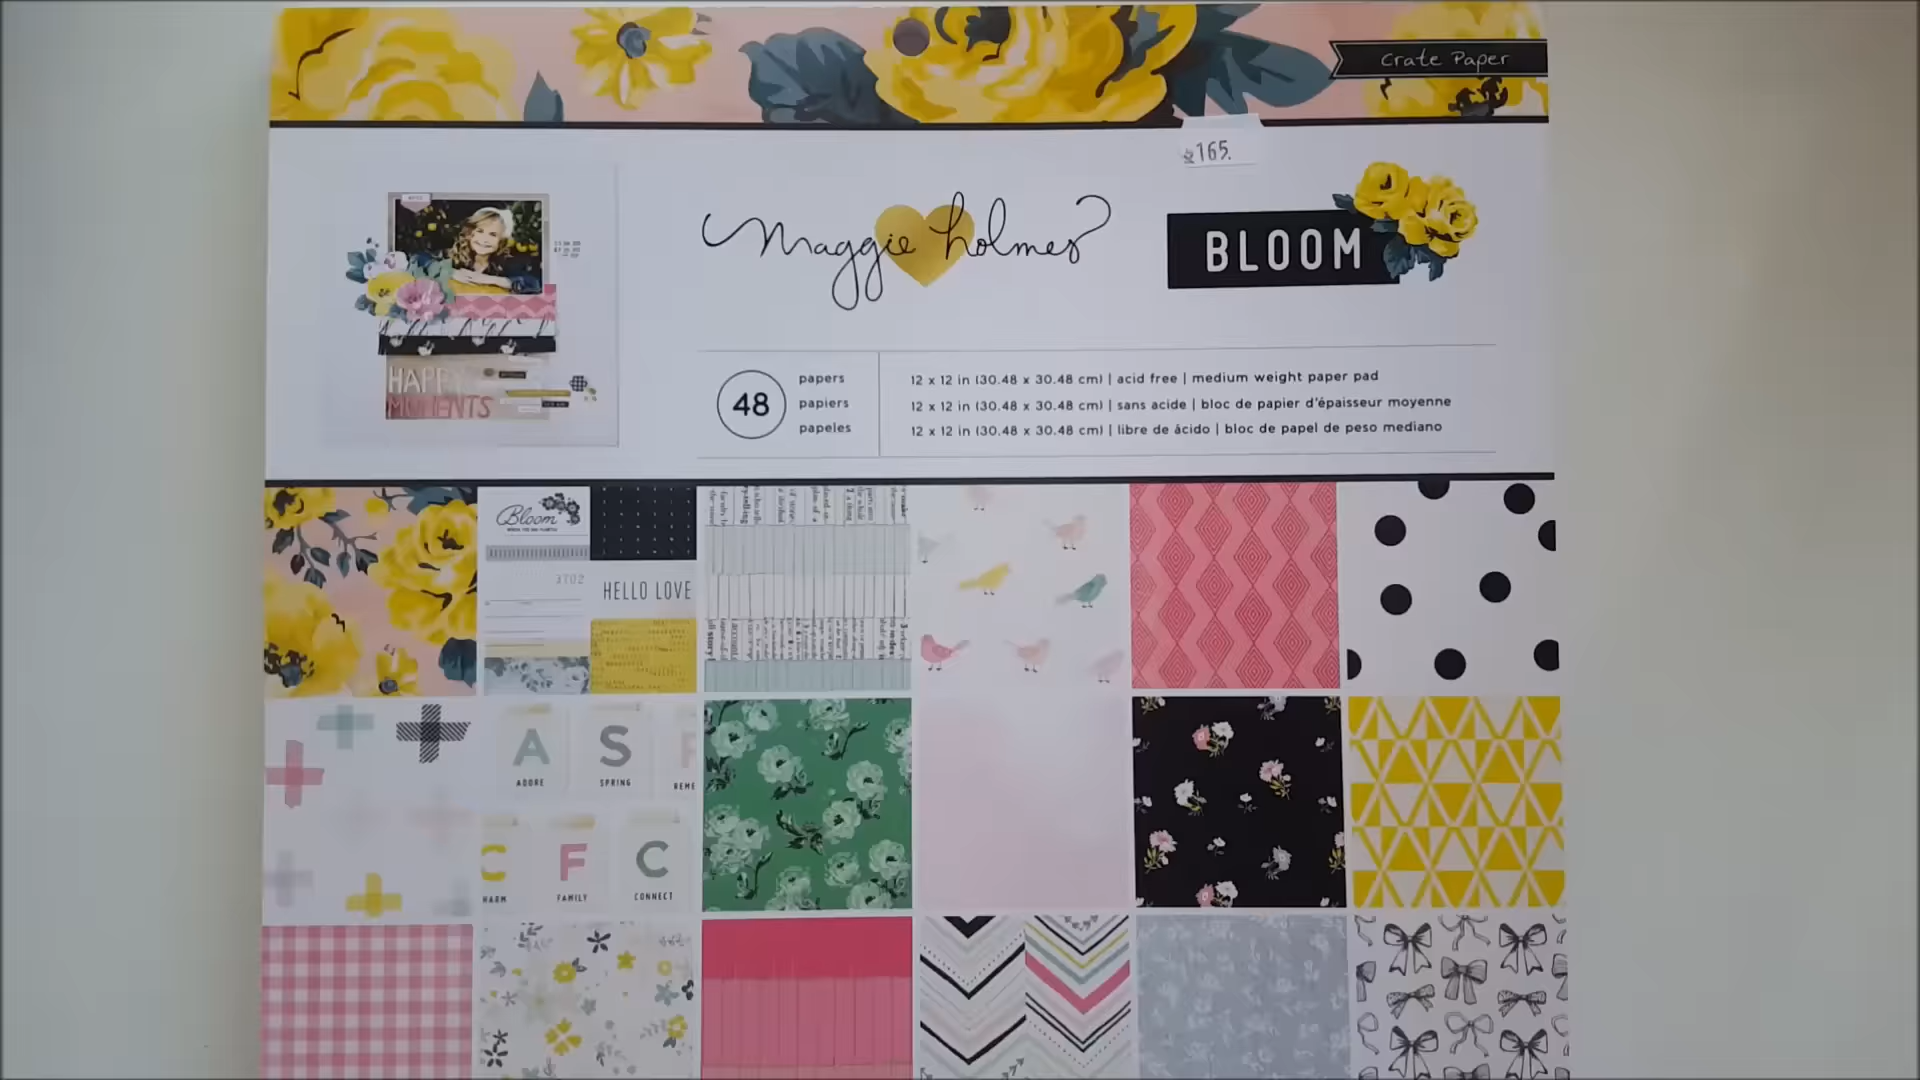 Crate Paper
165.
maggie holmes
BLOOM
HAPPY
MOMENTS
48
papers
papiers
papeles
12 x 12 in (30.48 x 30.48 cm) | acid free | medium weight paper pad
12 x 12 in (30.48 x 30.48 cm) | sans acide | bloc de papier d'épaisseur moyenne
12 x 12 in (30.48 x 30.48 cm) | libre de ácido | bloc de papel de peso mediano
Bloom
3702
HELLO LOVE
A
ADORE
S
SPRING
REME
C
HARM
F
FAMILY
C
CONNECT